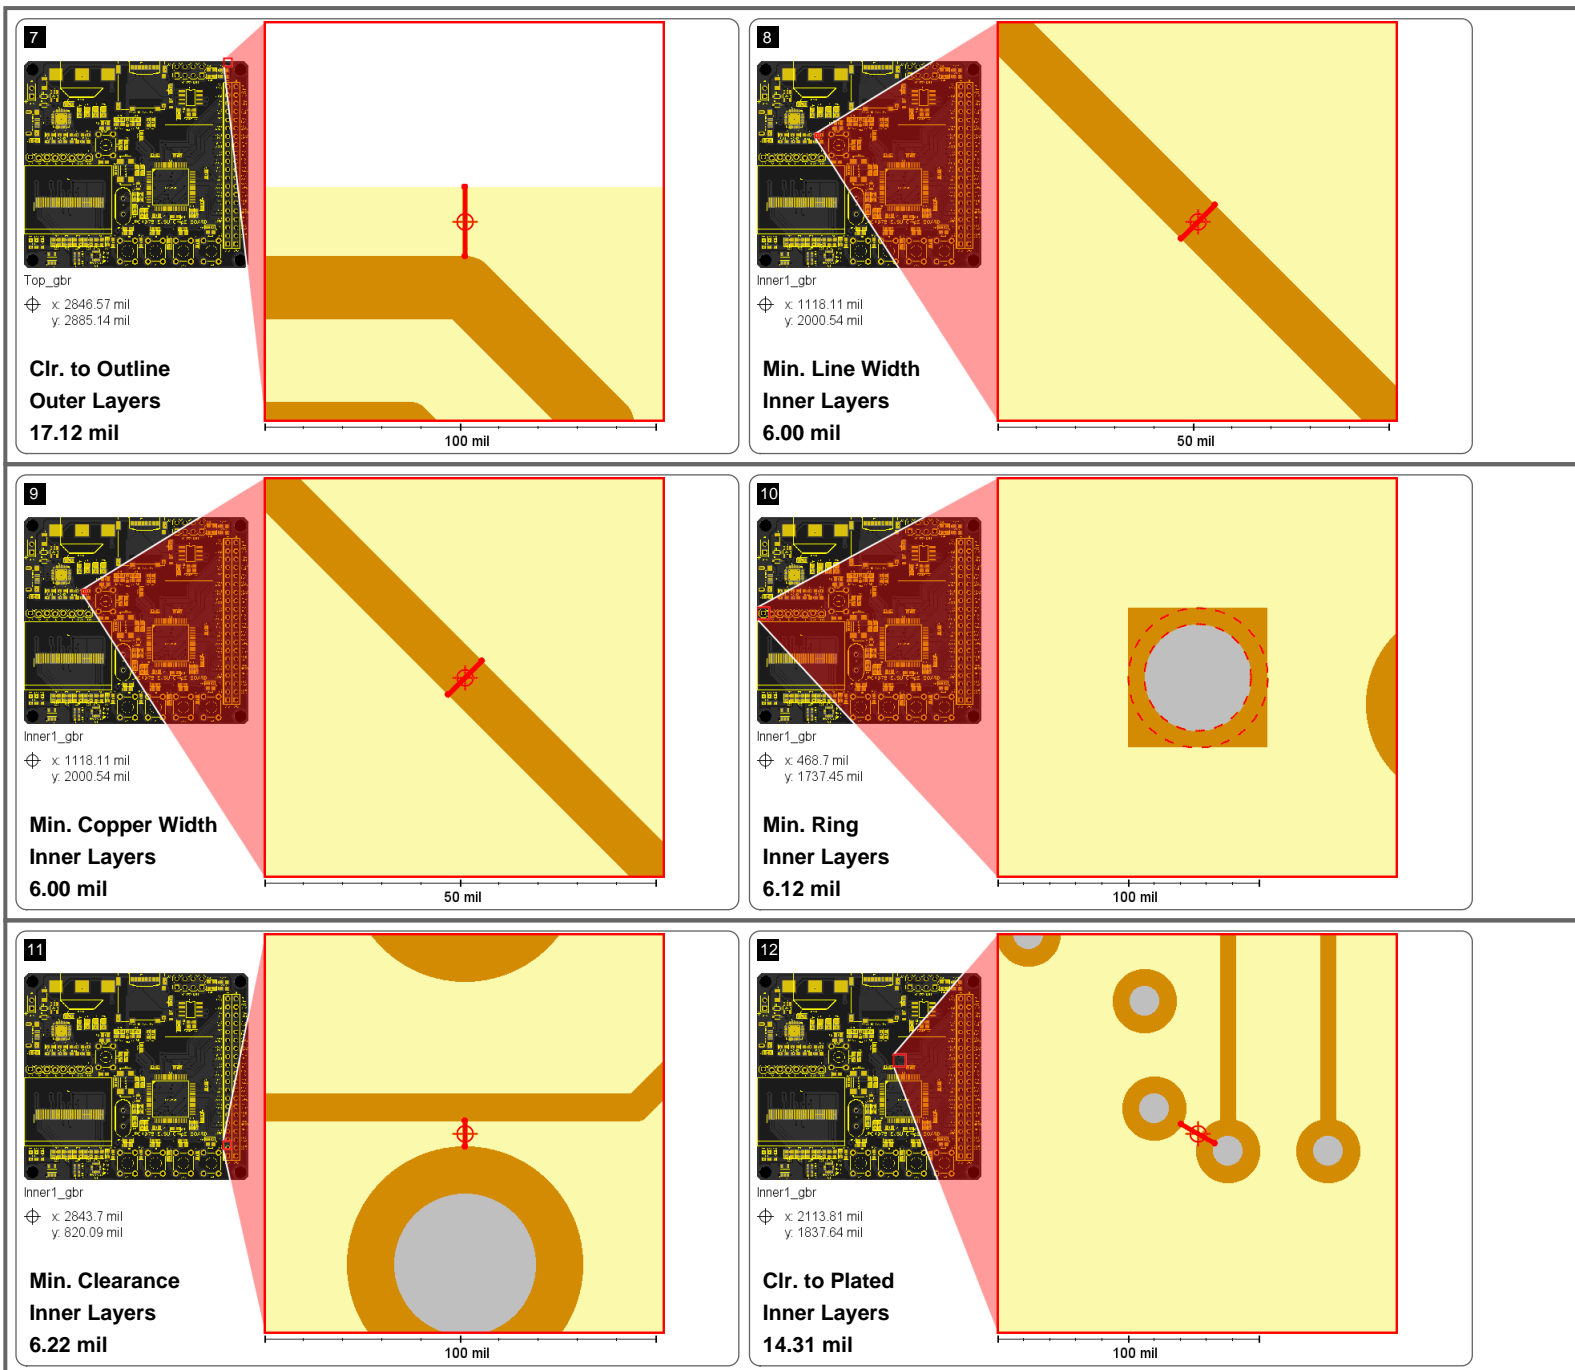 7
Top_gbr
x: 2846.57 mil
y: 2885.14 mil
Clr. to Outline
Outer Layers
17.12 mil
100 mil
8
Inner1_gbr
x: 1118.11 mil
y: 2000.54 mil
Min. Line Width
Inner Layers
6.00 mil
50 mil
9
Inner1_gbr
x: 1118.11 mil
y: 2000.54 mil
Min. Copper Width
Inner Layers
6.00 mil
50 mil
10
Inner1_gbr
x: 468.7 mil
y: 1737.45 mil
Min. Ring
Inner Layers
6.12 mil
100 mil
11
Inner1_gbr
x: 2843.7 mil
y: 820.09 mil
Min. Clearance
Inner Layers
6.22 mil
100 mil
12
Inner1_gbr
x: 2113.81 mil
y: 1837.64 mil
Clr. to Plated
Inner Layers
14.31 mil
100 mil